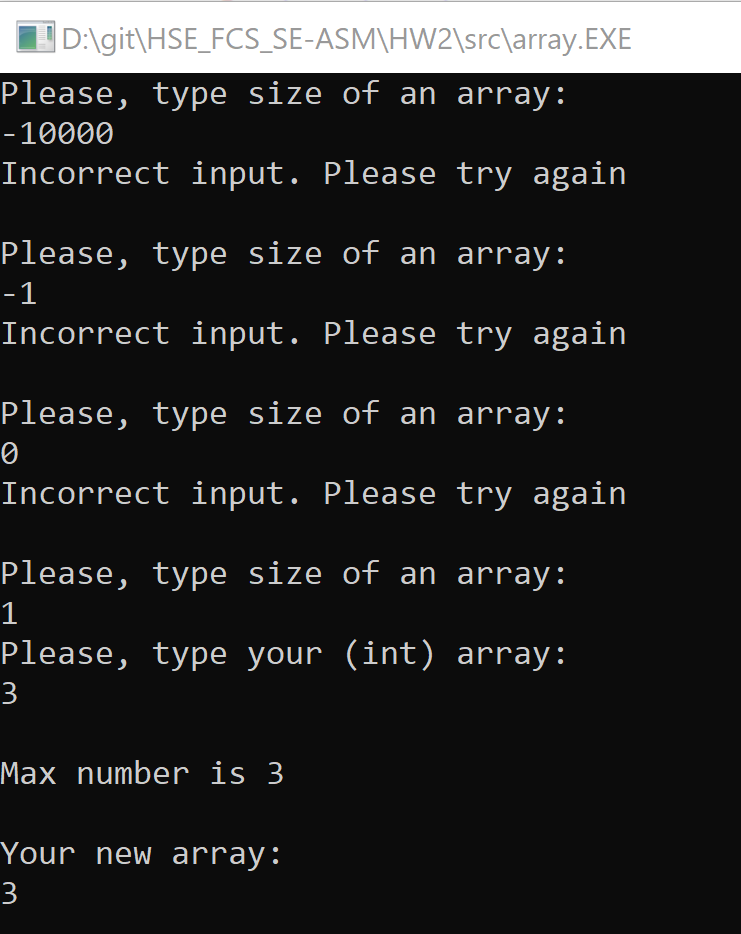 D:\git\HSE_FCS_SE-ASM\HW2\src\array.EXE
Please, type size of an array:
-10000
Incorrect input. Please try again
Please, type size of an array:
-1
Incorrect input. Please try again
Please, type size of an array:
0
Incorrect input. Please try again
Please, type size of an array:
1
Please, type your (int) array:
3
Max number is 3
Your new array:
3